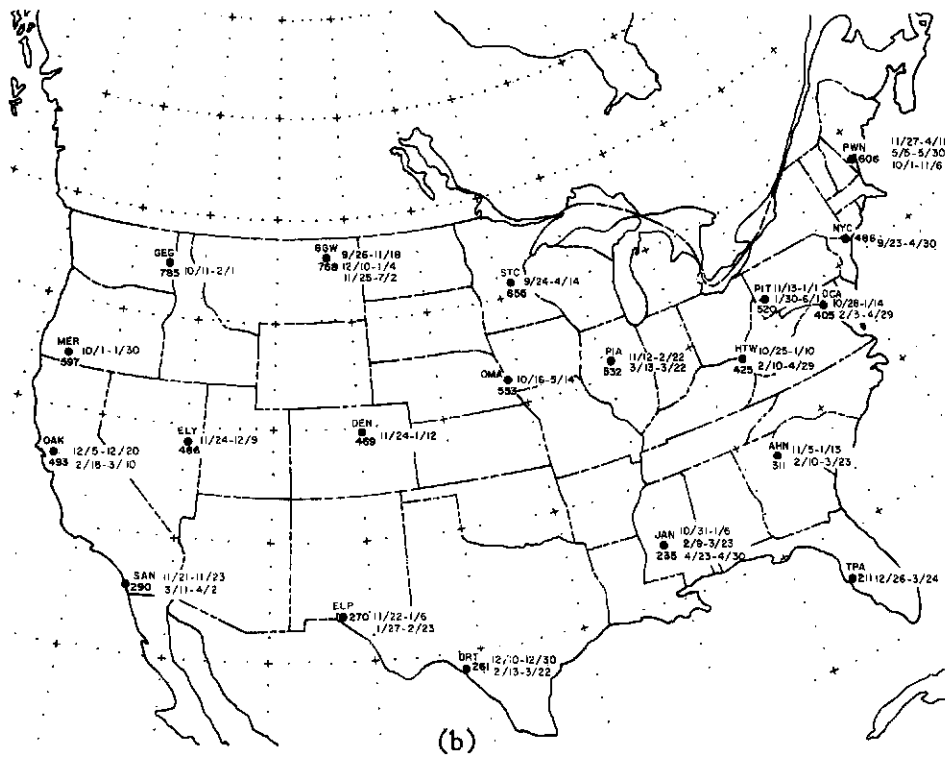 PWN
606
11/27-4/11
5/5-5/30
10/1-11/6
NYC
486
9/23-4/30
GEG
785
10/11-2/1
GGW
768
9/26-11/18
12/10-1/4
11/25-7/2
STC
656
9/24-4/14
PIT
520
11/13-1/1
1/30-6/1
DCA
405
10/28-1/14
2/3-4/29
MER
597
10/1-1/30
PIA
532
11/12-2/22
3/13-3/22
HTW
425
10/25-1/10
2/10-4/29
OMA
553
10/16-5/14
OAK
493
12/5-12/20
2/18-3/10
ELY
486
11/24-12/9
DEN
469
11/24-1/12
AHN
311
11/5-1/13
2/10-3/23
JAN
235
10/31-1/6
2/9-3/23
4/23-4/30
TPA
211
12/26-3/24
SAN
290
11/21-11/23
3/11-4/2
ELP
270
11/22-1/6
1/27-2/23
DRT
261
12/10-12/30
2/13-3/22
(b)